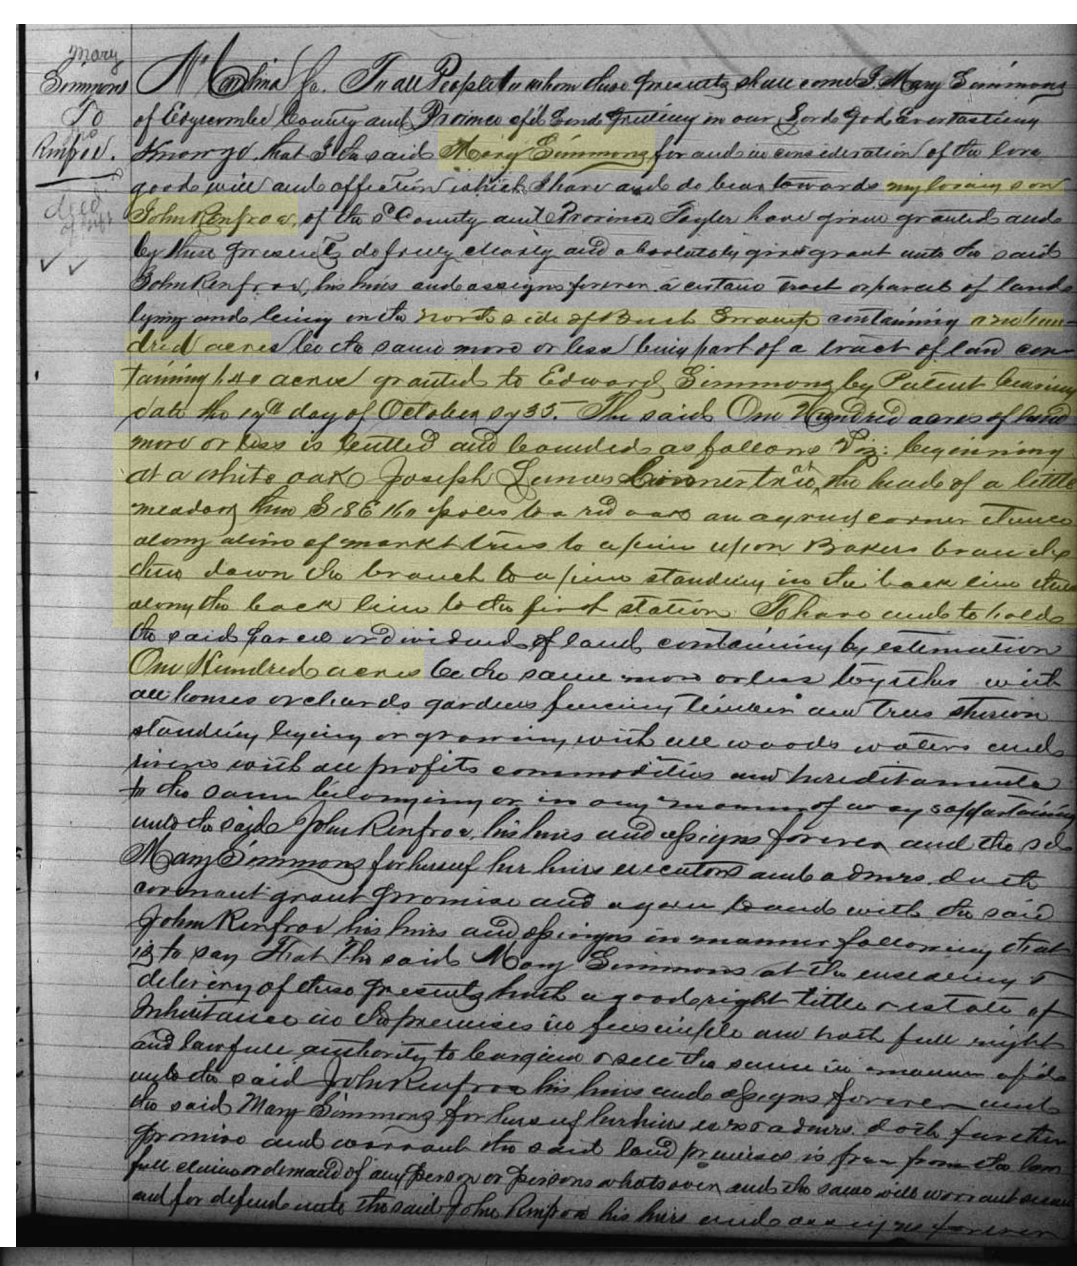 Mary
Simmons
To
Renfroe.
deed
of gift
N. Carolina Sc. To all People to whom these presents shall come I Mary Simmons
of Edgecombe County and Province of'd Send Greeting in our Lord God Everlasting
Know ye that I the said Mary Simmons for and in consideration of the love
good will and affection which I have and do bear towards my loving son
John Renfroe, of the sd County and Province Taylor have given granted and
by these presents do freely clearly and absolutely give grant unto the said
John Renfroe, his heirs and assigns forever a certain tract or parcel of land
lying and being on the north side of Bush Swamp containing one hun-
dred acres be the same more or less being part of a tract of land con-
taining 640 acres granted to Edward Simmons by Patent bearing
date the day of October 1735. The said One Hundred acres of land
more or less is butted and bounded as follows Viz: beginning
at a white oak Joseph Lanes Corner tree at the head of a little
meadow then S 18 E 160 poles to a red oak an agreed corner thence
along a line of markt trees to a pine upon Bakers branch
then down the branch to a pine standing in the back line then
along the back line to the first station To have and to hold
the said parcel or dividend of land containing by estimation
One Hundred acres be the same more or less together with
all houses orchards gardens fencing timber and trees thereon
standing lying or growing with all woods waters and
rivers with all profits commodities and hereditaments
to the same belonging or in any manner of way appertaining
unto the said John Renfroe, his heirs and assigns forever and the sd
Mary Simmons for herself her heirs executors and admrs. doth
covenant grant promise and agree to and with the said
John Renfroe his heirs and assigns in manner following that
is to say That The said Mary Simmons at the ensealing &
delivery of these presents hath a good right title & estate of
Inheritance in the premises in fee simple and hath full right
and lawfull authority to bargain & sell the same in manner of'd
unto the said John Renfroe his heirs and assigns forever and
the said Mary Simmons for herself her heirs exrs & admrs. doth further
promise and warrant the said land premises is free from the law
full claim or demand of any person or persons whatsoever and the same will warrant secure
and for defend unto the said John Renfroe his heirs and assigns forever